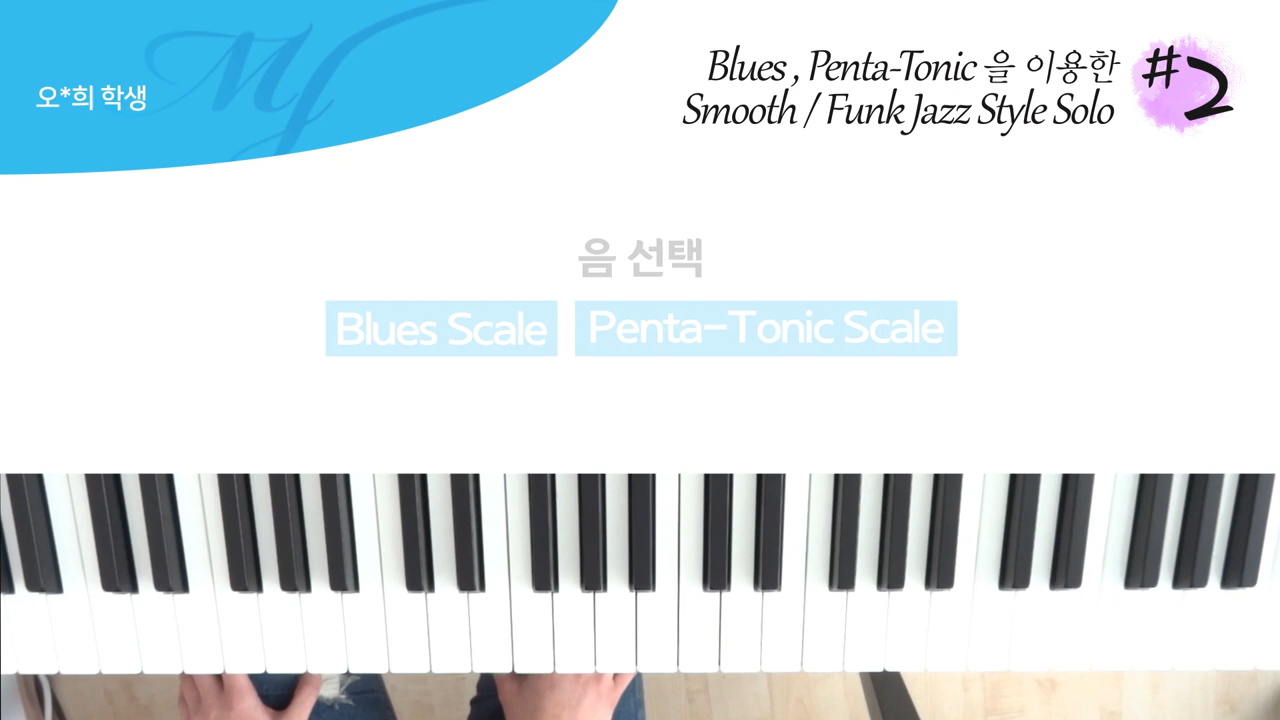 오*희 학생
My
Blues , Penta-Tonic 을 이용한
Smooth / Funk Jazz Style Solo
#2
음 선택
Blues Scale
Penta-Tonic Scale